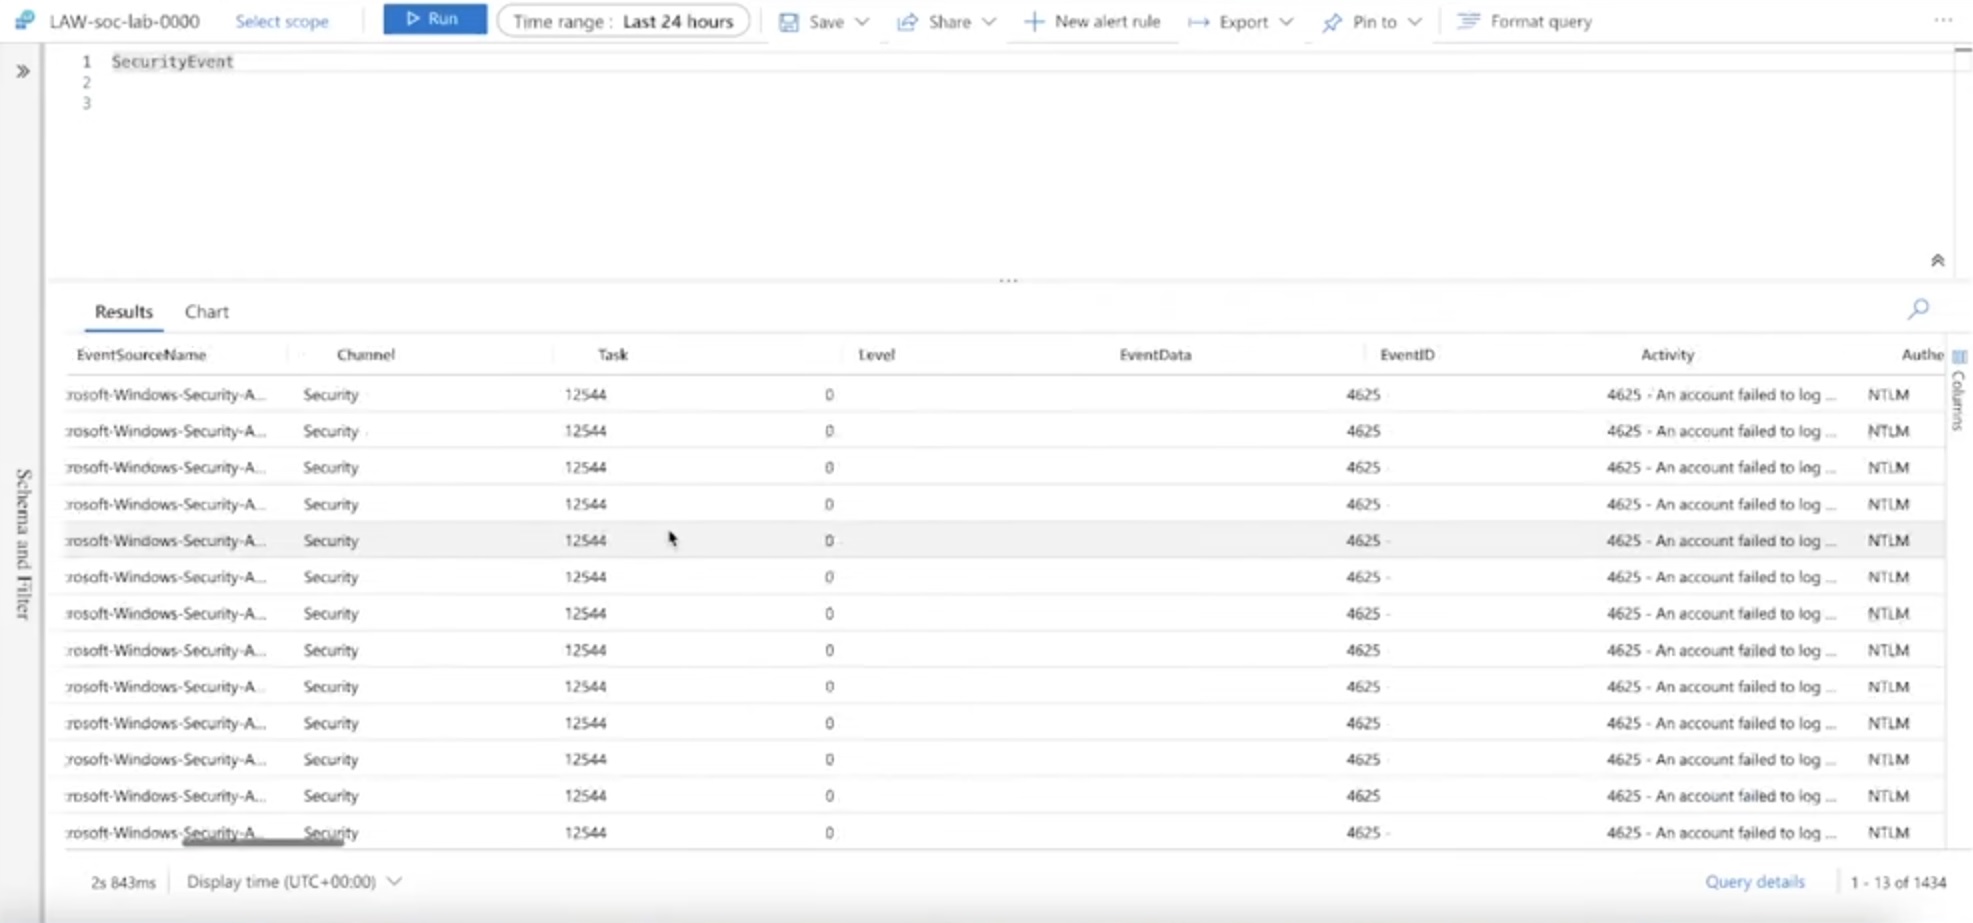 LAW-soc-lab-0000 Select scope Run Time range : Last 24 hours Save Share New alert rule Export Pin to Format query ...
1 SecurityEvent
2
3
...
Results Chart
EventSourceName Channel Task Level EventData EventID Activity Authe
rosoft-Windows-Security-A... Security 12544 0 4625 4625 - An account failed to log ... NTLM
rosoft-Windows-Security-A... Security 12544 0 4625 4625 - An account failed to log ... NTLM
rosoft-Windows-Security-A... Security 12544 0 4625 4625 - An account failed to log ... NTLM
rosoft-Windows-Security-A... Security 12544 0 4625 4625 - An account failed to log ... NTLM
rosoft-Windows-Security-A... Security 12544 0 4625 4625 - An account failed to log ... NTLM
rosoft-Windows-Security-A... Security 12544 0 4625 4625 - An account failed to log ... NTLM
rosoft-Windows-Security-A... Security 12544 0 4625 4625 - An account failed to log ... NTLM
rosoft-Windows-Security-A... Security 12544 0 4625 4625 - An account failed to log ... NTLM
rosoft-Windows-Security-A... Security 12544 0 4625 4625 - An account failed to log ... NTLM
rosoft-Windows-Security-A... Security 12544 0 4625 4625 - An account failed to log ... NTLM
rosoft-Windows-Security-A... Security 12544 0 4625 4625 - An account failed to log ... NTLM
rosoft-Windows-Security-A... Security 12544 0 4625 4625 - An account failed to log ... NTLM
rosoft-Windows-Security-A... Security 12544 0 4625 4625 - An account failed to log ... NTLM
2s 843ms Display time (UTC+00:00) Query details 1 - 13 of 1434
Schema and Filter
Columns